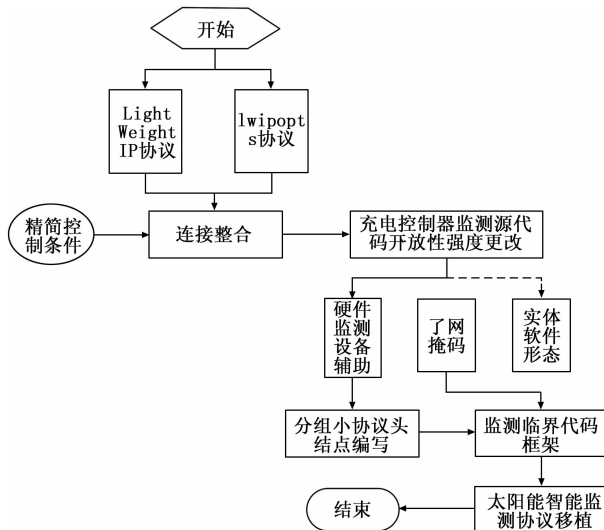 开始
Light
Weight
IP协议
lwipopt
s协议
精简控
制条件
连接整合
充电控制器监测源代
码开放性强度更改
硬件
监测
设备
辅助
了网
掩码
实体
软件
形态
分组小协议头
结点编写
监测临界代码
框架
结束
太阳能智能监
测协议移植